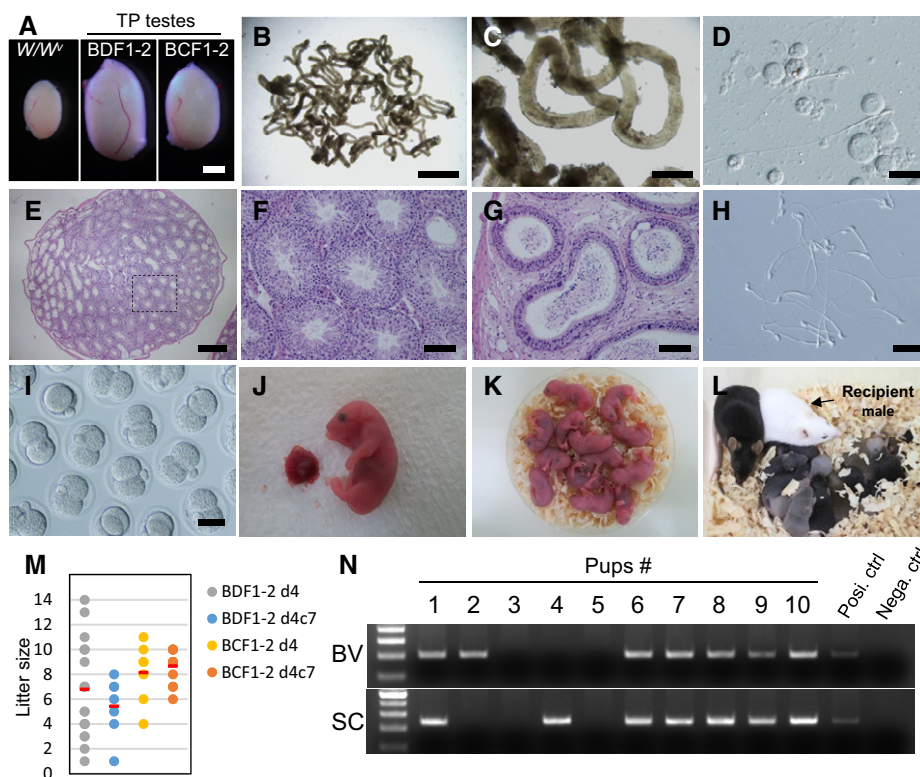 A
TP testes
W/Wᵛ
BDF1-2
BCF1-2
B
C
D
E
F
G
H
I
J
K
L
Recipient
male
M
Litter size
14
12
10
8
6
4
2
0
BDF1-2 d4
BDF1-2 d4c7
BCF1-2 d4
BCF1-2 d4c7
N
Pups #
1 2 3 4 5 6 7 8 9 10
Posi. ctrl
Nega. ctrl
BV
SC